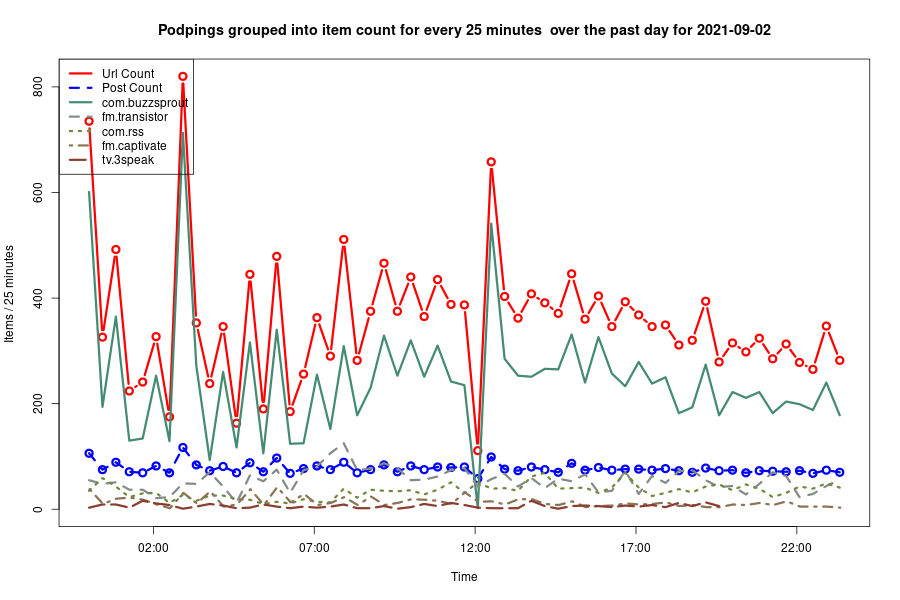 Podpings grouped into item count for every 25 minutes  over the past day for 2021-09-02
Url Count
Post Count
com.buzzsprout
fm.transistor
com.rss
fm.captivate
tv.3speak
Items / 25 minutes
800
600
400
200
0
02:00 07:00 12:00 17:00 22:00
Time